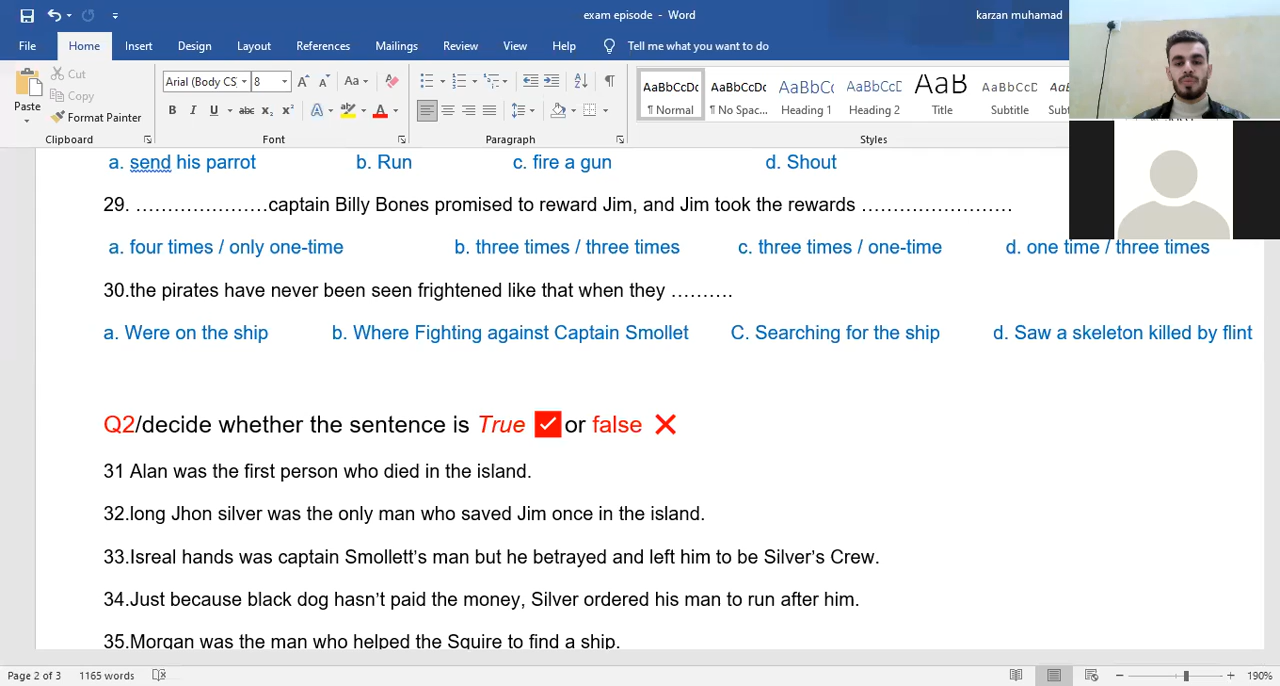 exam episode - Word
karzan muhamad
File Home Insert Design Layout References Mailings Review View Help Tell me what you want to do
Paste
Cut
Copy
Format Painter
Clipboard
Arial (Body CS 8
Font
Paragraph
AaBbCcDc AaBbCcDc AaBbCc AaBbCcD AaB AaBbCcD
¶ Normal ¶ No Spac... Heading 1 Heading 2 Title Subtitle
Styles
a. send his parrot b. Run c. fire a gun d. Shout
29. …………………captain Billy Bones promised to reward Jim, and Jim took the rewards ……………………
a. four times / only one-time b. three times / three times c. three times / one-time d. one time / three times
30.the pirates have never been seen frightened like that when they ……….
a. Were on the ship b. Where Fighting against Captain Smollet C. Searching for the ship d. Saw a skeleton killed by flint
Q2/decide whether the sentence is True or false
31 Alan was the first person who died in the island.
32.long Jhon silver was the only man who saved Jim once in the island.
33.Isreal hands was captain Smollett’s man but he betrayed and left him to be Silver’s Crew.
34.Just because black dog hasn’t paid the money, Silver ordered his man to run after him.
35.Morgan was the man who helped the Squire to find a ship.
Page 2 of 3 1165 words 190%